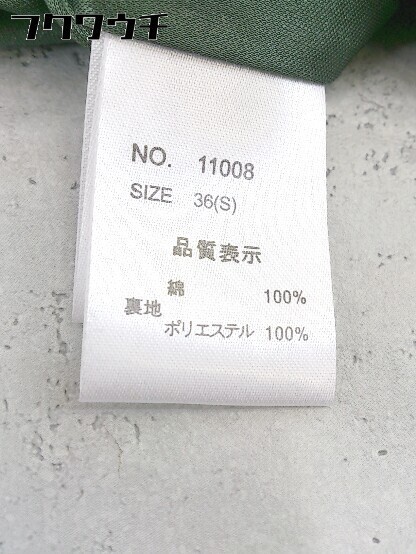 フクワウチ
NO. 11008
SIZE 36(S)
品質表示
綿 100%
裏地
ポリエステル 100%